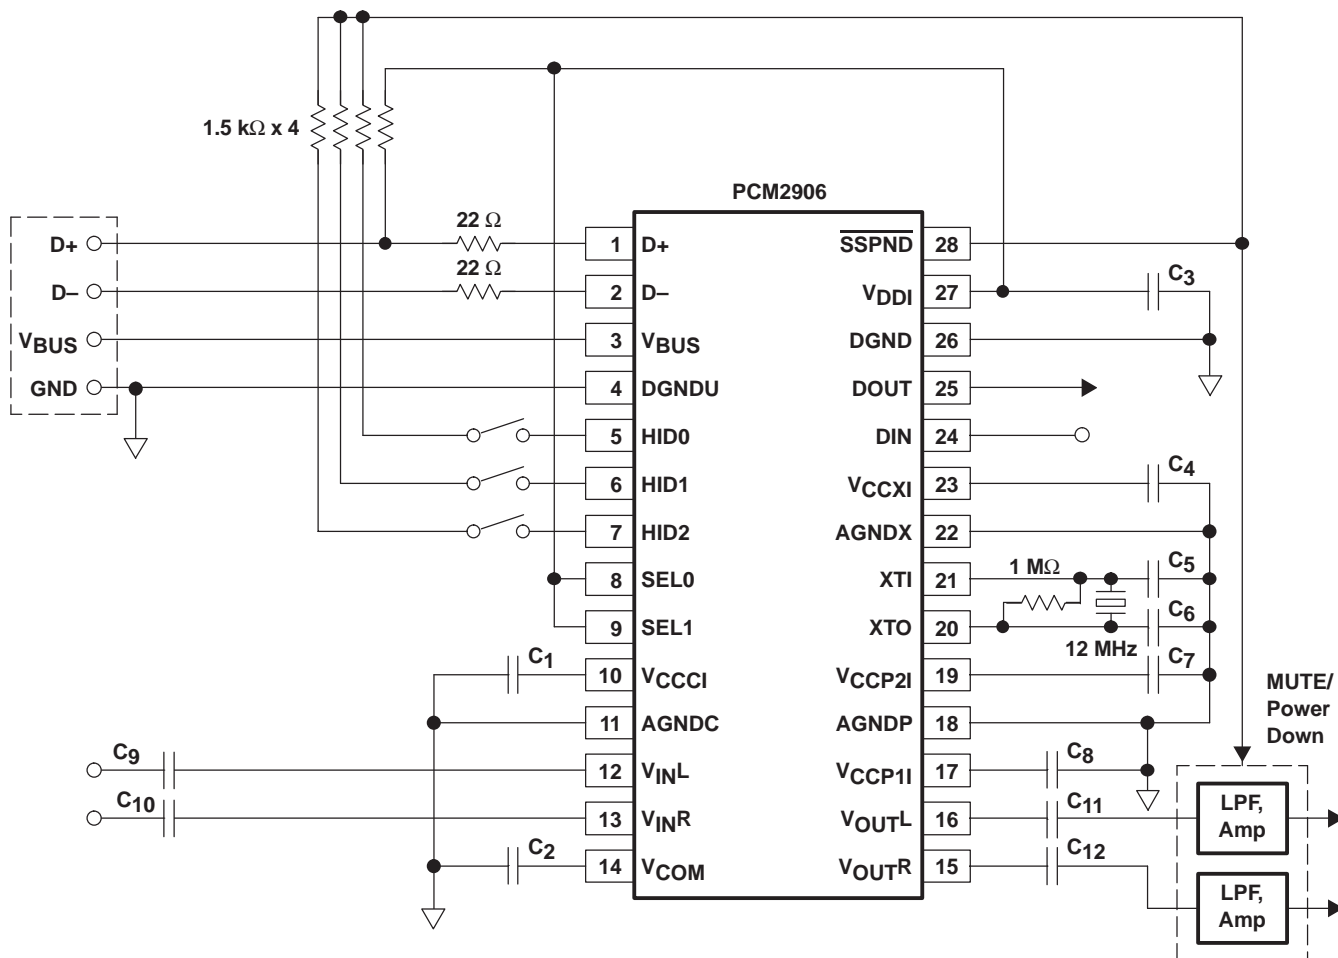 1.5 kΩ x 4
PCM2906
D+
D–
VBUS
GND
22 Ω
22 Ω
1 D+
2 D–
3 VBUS
4 DGNDU
5 HID0
6 HID1
7 HID2
8 SEL0
9 SEL1
10 VCCCI
11 AGNDC
12 VINL
13 VINR
14 VCOM
SSPND 28
VDDI 27
DGND 26
DOUT 25
DIN 24
VCCXI 23
AGNDX 22
XTI 21
XTO 20
VCCP2I 19
AGNDP 18
VCCP1I 17
VOUTL 16
VOUTR 15
C1
C9
C10
C2
C3
C4
1 MΩ
C5
C6
12 MHz
C7
C8
C11
C12
MUTE/
Power
Down
LPF,
Amp
LPF,
Amp